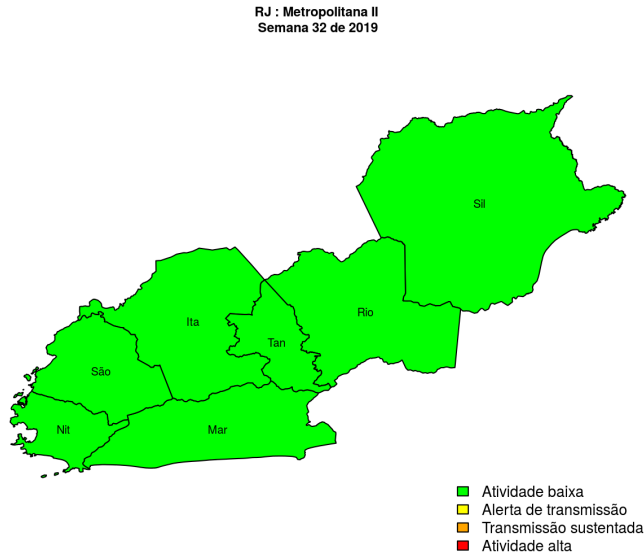 RJ : Metropolitana II
Semana 32 de 2019
Sil
Rio
Ita
Tan
São
Nit
Mar
Atividade baixa
Alerta de transmissão
Transmissão sustentada
Atividade alta